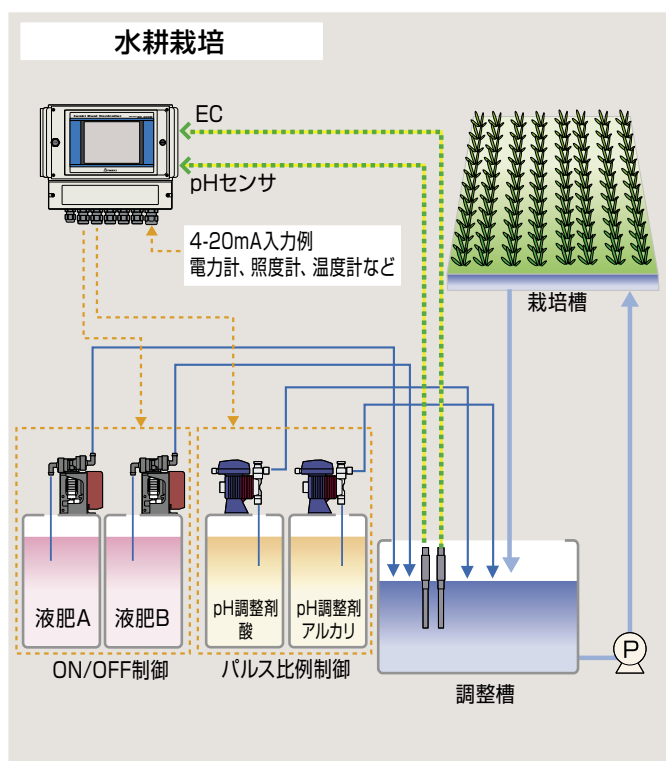 水耕栽培
EC
pHセンサ
4-20mA入力例
電力計、照度計、温度計など
栽培槽
液肥A
液肥B
pH調整剤
酸
pH調整剤
アルカリ
ON/OFF制御
パルス比例制御
調整槽
P